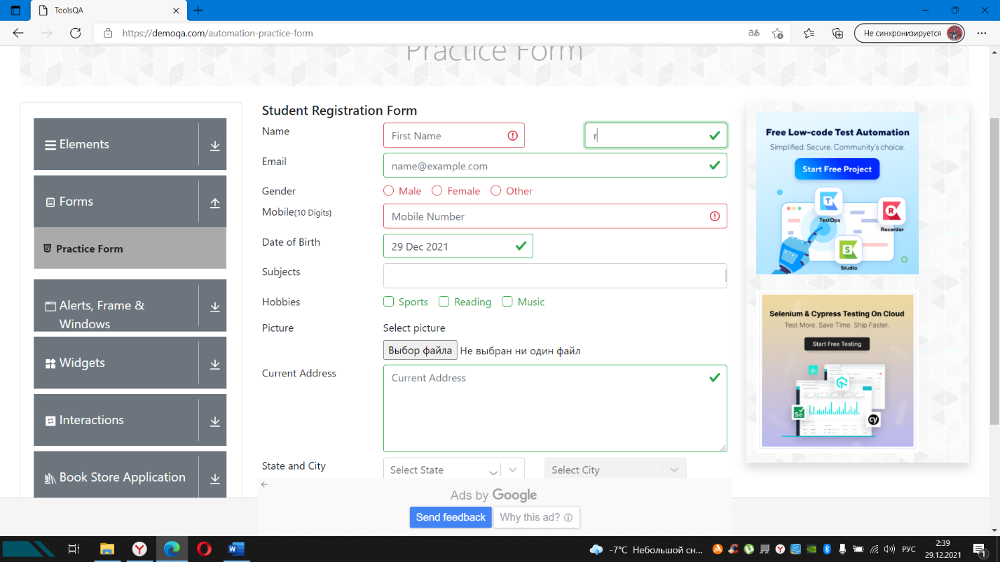 ToolsQA
https://demoqa.com/automation-practice-form
аあ
Не синхронизируется
Practice Form
Elements
Forms
Practice Form
Alerts, Frame &
Windows
Widgets
Interactions
Book Store Application
Student Registration Form
Name
First Name
r
Email
name@example.com
Gender
Male
Female
Other
Mobile(10 Digits)
Mobile Number
Date of Birth
29 Dec 2021
Subjects
Hobbies
Sports
Reading
Music
Picture
Select picture
Выбор файла
Не выбран ни один файл
Current Address
Current Address
State and City
Select State
Select City
Ads by Google
Send feedback
Why this ad?
Free Low-code Test Automation
Simplified. Secure. Community's choice.
Start Free Project
TestOps
Recorder
Studio
Selenium & Cypress Testing On Cloud
Test More. Save Time. Ship Faster.
Start Free Testing
Se
cy
-7°C Небольшой сн...
РУС
2:39
29.12.2021
1